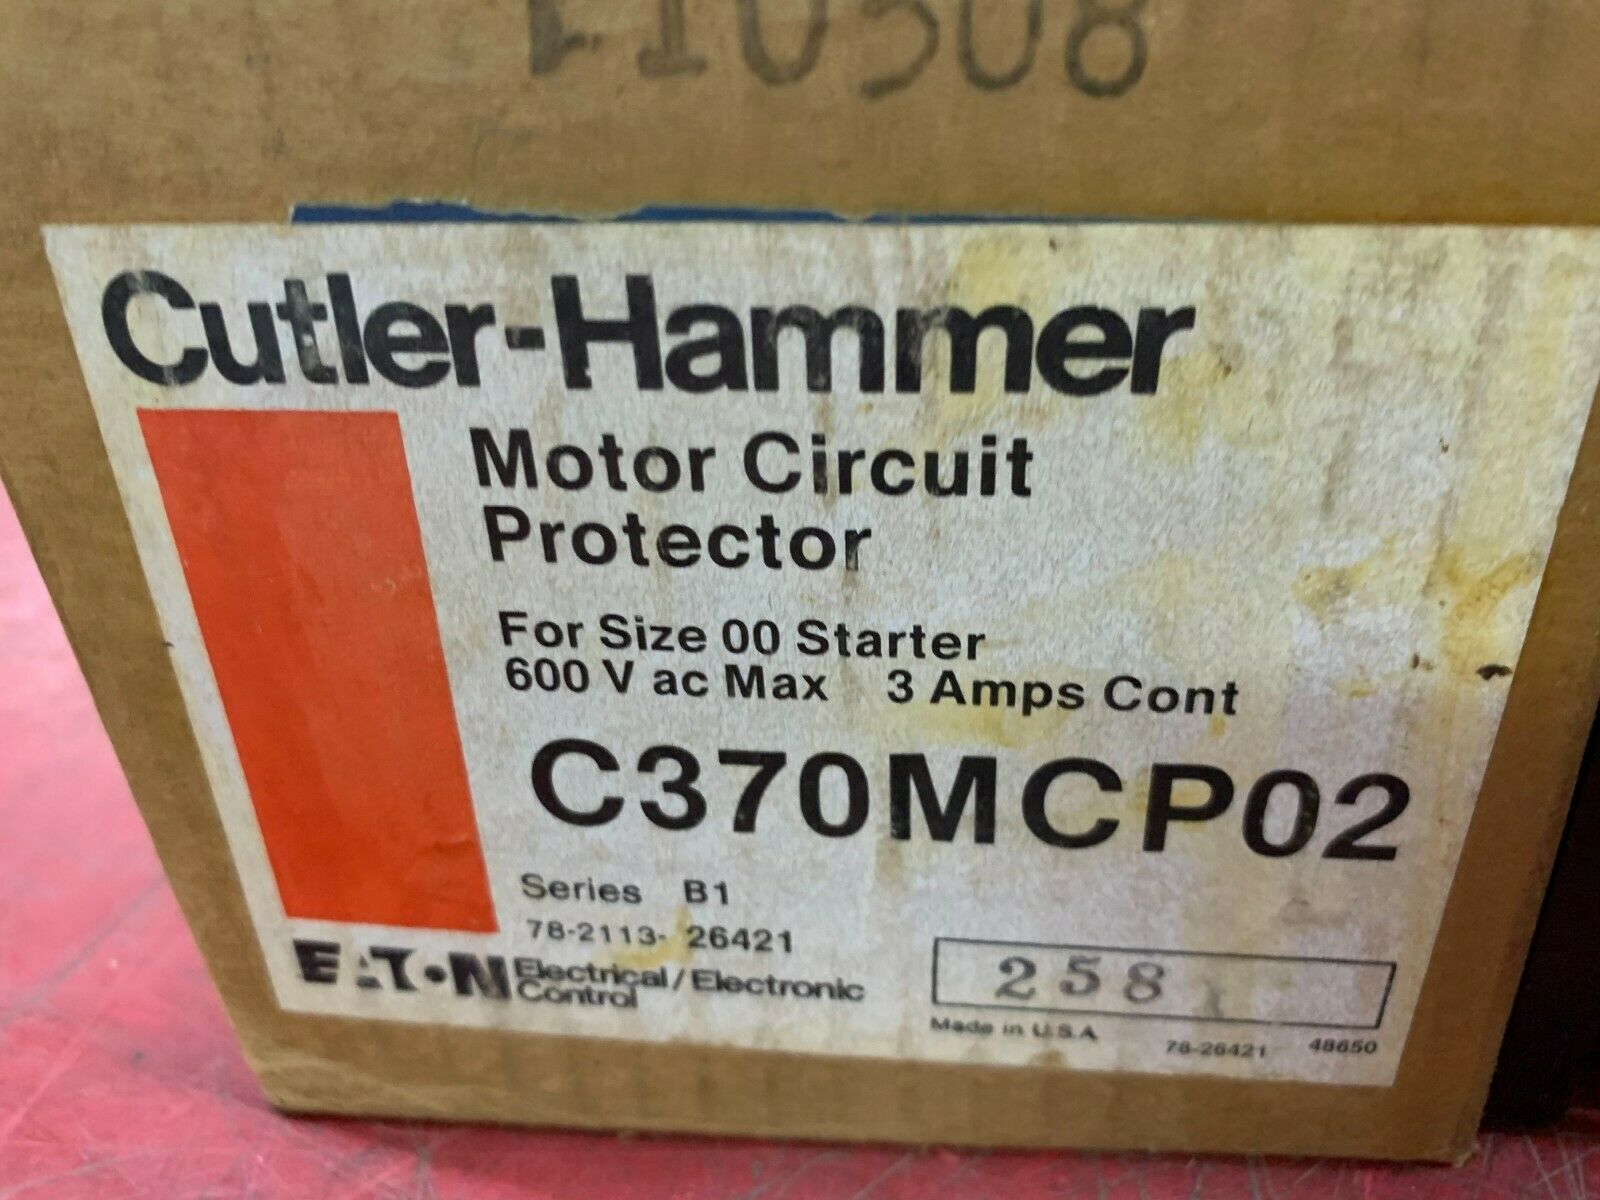 Cutler-Hammer
Motor Circuit
Protector
For Size 00 Starter
600 V ac Max 3 Amps Cont
C370MCP02
Series B1
78-2113-26421
EATON Electrical/Electronic
Control
258
Made in U.S.A
78-26421 48650